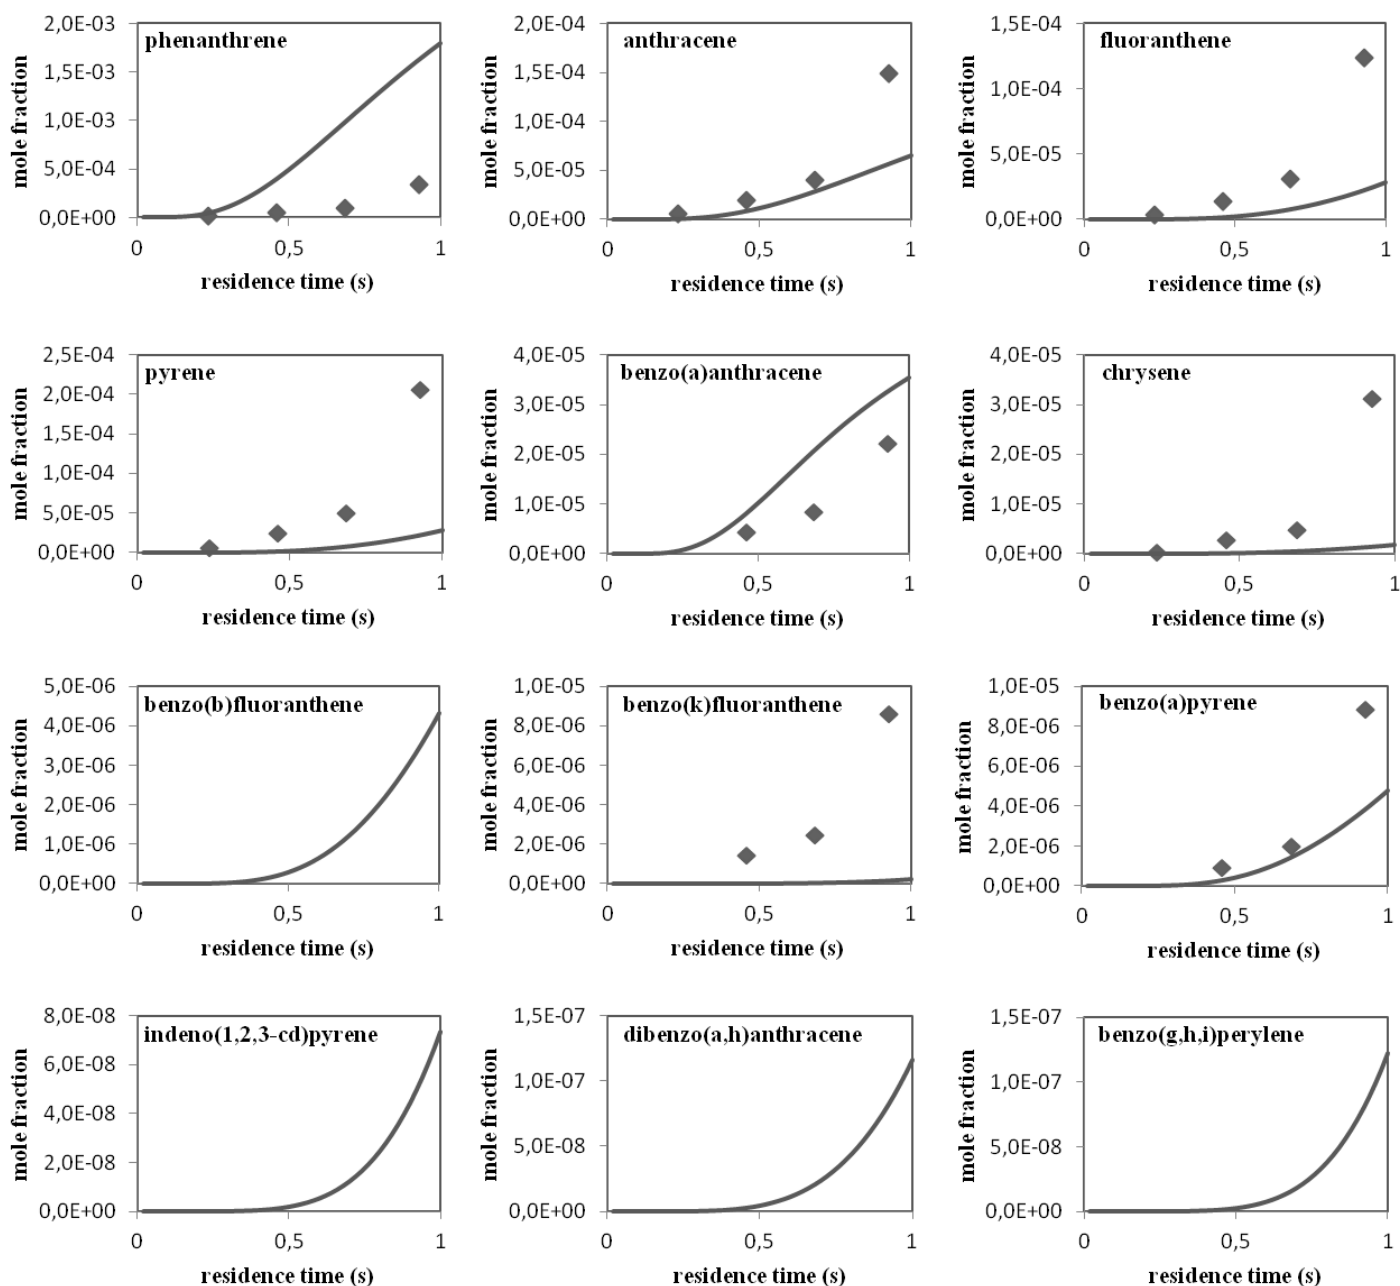 phenanthrene
mole fraction
2,0E-03
1,5E-03
1,0E-03
5,0E-04
0,0E+00
0 0,5 1
residence time (s)
anthracene
mole fraction
2,0E-04
1,5E-04
1,0E-04
5,0E-05
0,0E+00
0 0,5 1
residence time (s)
fluoranthene
mole fraction
1,5E-04
1,0E-04
5,0E-05
0,0E+00
0 0,5 1
residence time (s)
pyrene
mole fraction
2,5E-04
2,0E-04
1,5E-04
1,0E-04
5,0E-05
0,0E+00
0 0,5 1
residence time (s)
benzo(a)anthracene
mole fraction
4,0E-05
3,0E-05
2,0E-05
1,0E-05
0,0E+00
0 0,5 1
residence time (s)
chrysene
mole fraction
4,0E-05
3,0E-05
2,0E-05
1,0E-05
0,0E+00
0 0,5 1
residence time (s)
benzo(b)fluoranthene
mole fraction
5,0E-06
4,0E-06
3,0E-06
2,0E-06
1,0E-06
0,0E+00
0 0,5 1
residence time (s)
benzo(k)fluoranthene
mole fraction
1,0E-05
8,0E-06
6,0E-06
4,0E-06
2,0E-06
0,0E+00
0 0,5 1
residence time (s)
benzo(a)pyrene
mole fraction
1,0E-05
8,0E-06
6,0E-06
4,0E-06
2,0E-06
0,0E+00
0 0,5 1
residence time (s)
indeno(1,2,3-cd)pyrene
mole fraction
8,0E-08
6,0E-08
4,0E-08
2,0E-08
0,0E+00
0 0,5 1
residence time (s)
dibenzo(a,h)anthracene
mole fraction
1,5E-07
1,0E-07
5,0E-08
0,0E+00
0 0,5 1
residence time (s)
benzo(g,h,i)perylene
mole fraction
1,5E-07
1,0E-07
5,0E-08
0,0E+00
0 0,5 1
residence time (s)